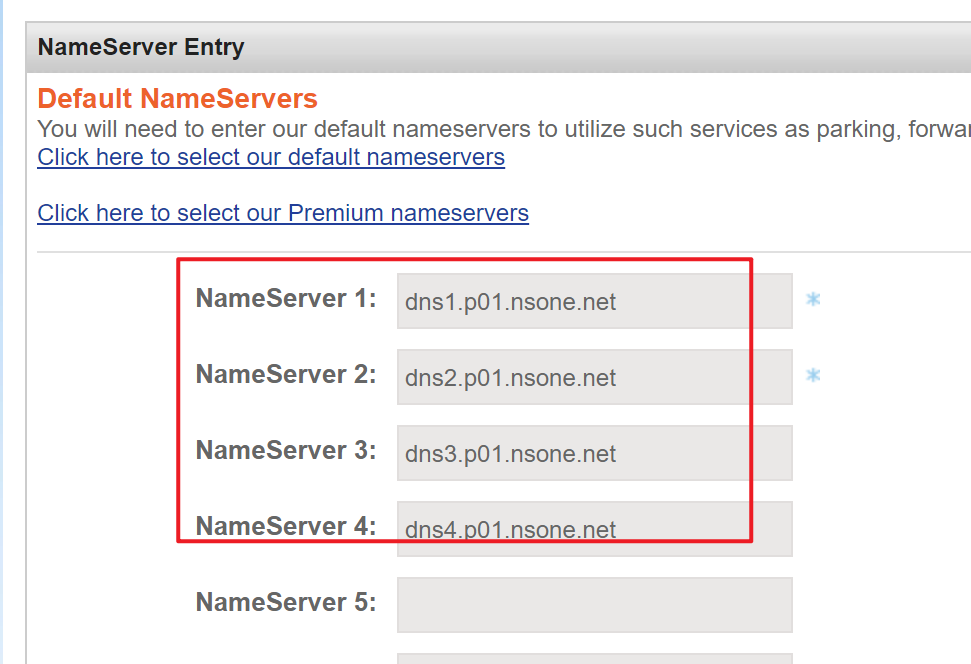 NameServer Entry
Default NameServers
You will need to enter our default nameservers to utilize such services as parking,
Click here to select our default nameservers
Click here to select our Premium nameservers
NameServer 1: dns1.p01.nsone.net *
NameServer 2: dns2.p01.nsone.net *
NameServer 3: dns3.p01.nsone.net
NameServer 4: dns4.p01.nsone.net
NameServer 5: